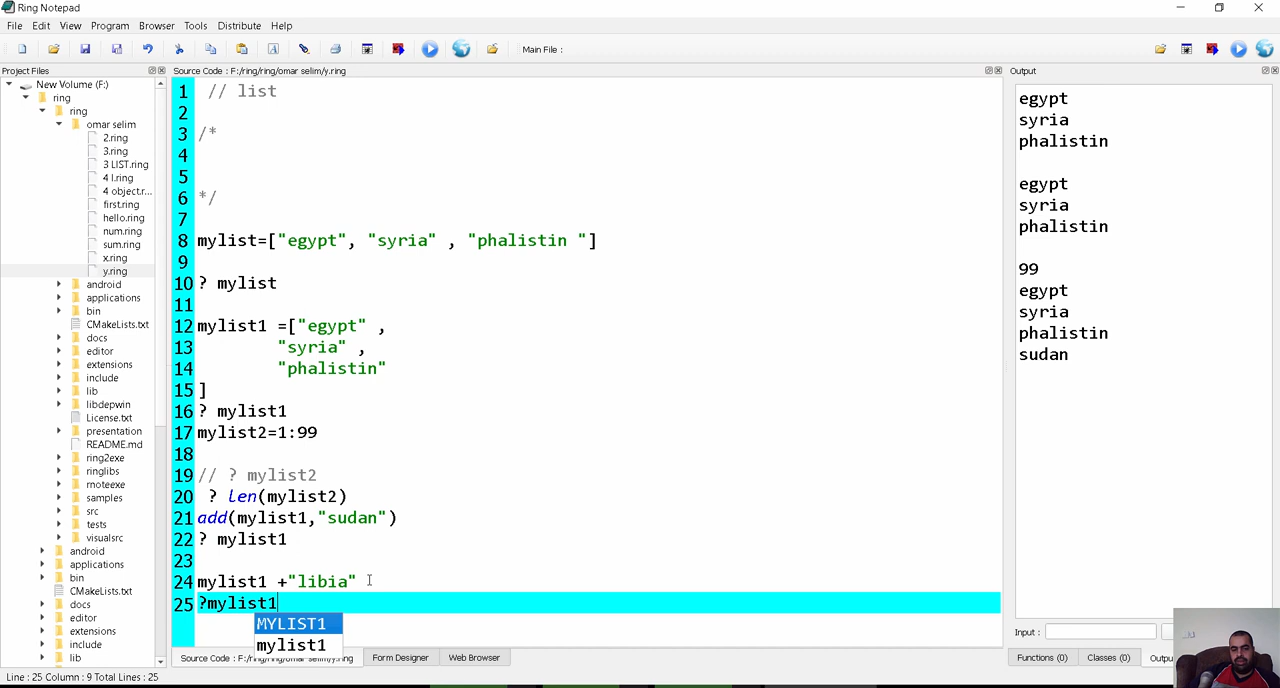 Ring Notepad
File Edit View Program Browser Tools Distribute Help
Main File :
Project Files
New Volume (F:)
ring
ring
omar selim
2.ring
3.ring
3 LIST.ring
4 l.ring
4 object.r...
first.ring
hello.ring
num.ring
sum.ring
x.ring
y.ring
android
applications
bin
CMakeLists.txt
docs
editor
extensions
include
lib
libdepwin
License.txt
presentation
README.md
ring2exe
ringlibs
rnoteexe
samples
src
tests
visualsrc
android
applications
bin
CMakeLists.txt
docs
editor
extensions
include
lib
Source Code : F:/ring/ring/omar selim/y.ring
1 // list
2
3 /*
4
5
6 */
7
8 mylist=["egypt", "syria" , "phalistin "]
9
10 ? mylist
11
12 mylist1 =["egypt" ,
13 "syria" ,
14 "phalistin"
15 ]
16 ? mylist1
17 mylist2=1:99
18
19 // ? mylist2
20 ? len(mylist2)
21 add(mylist1,"sudan")
22 ? mylist1
23
24 mylist1 +"libia"
25 ?mylist1
MYLIST1
mylist1
Source Code : F:/ring/ring/omar selim/y.ring Form Designer Web Browser
Output
egypt
syria
phalistin
egypt
syria
phalistin
99
egypt
syria
phalistin
sudan
Input :
Functions (0) Classes (0) Outpu
Line : 25 Column : 9 Total Lines : 25